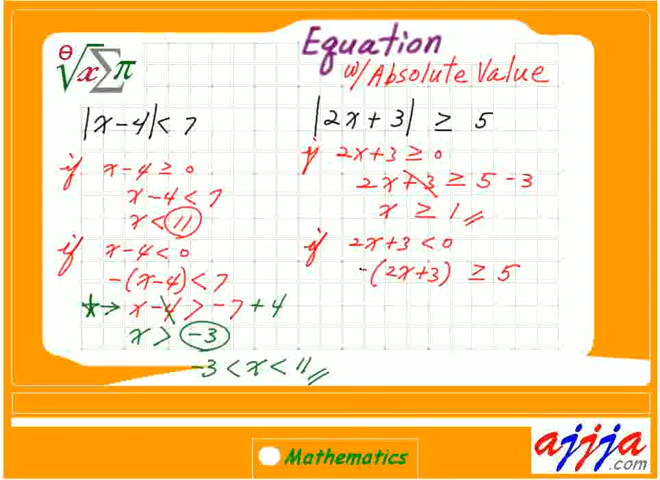 θ√x Σ π
Equation
w/ Absolute Value
|x-4| < 7
if x-4 ≥ 0
x-4 < 7
x < 11
if x-4 < 0
-(x-4) < 7
* → x-4 > -7 + 4
x > -3
-3 < x < 11
|2x+3| ≥ 5
if 2x+3 ≥ 0
2x+3 ≥ 5-3
x ≥ 1
if 2x+3 < 0
-(2x+3) ≥ 5
Mathematics
ajjja
.com